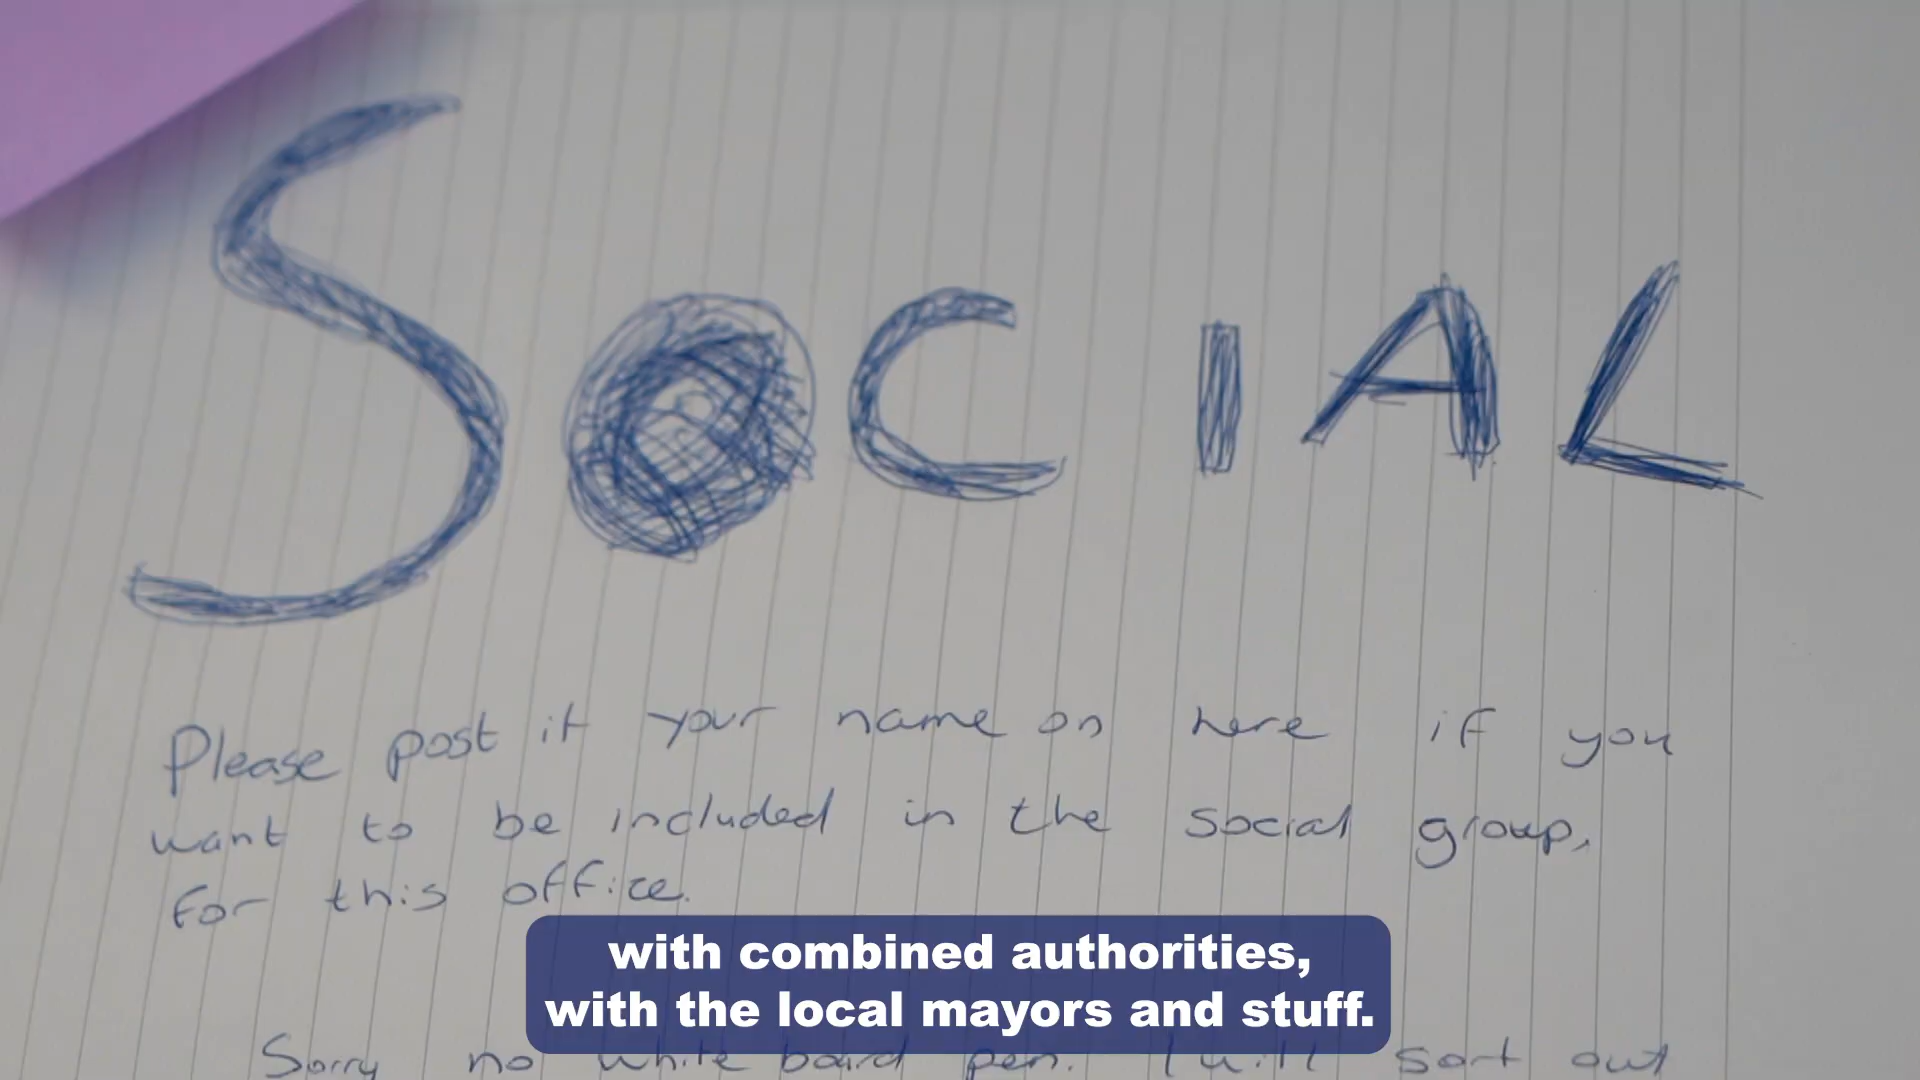 SOCIAL
Please post it your name on here if you
want to be included in the social group,
for this office.
with combined authorities,
with the local mayors and stuff.
Sorry no white board pen. I will sort out